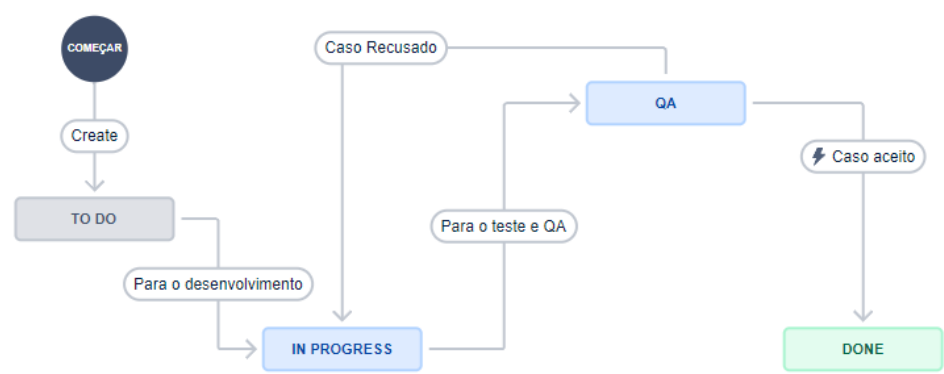 COMEÇAR
Caso Recusado
QA
Create
Caso aceito
TO DO
Para o teste e QA
Para o desenvolvimento
IN PROGRESS
DONE